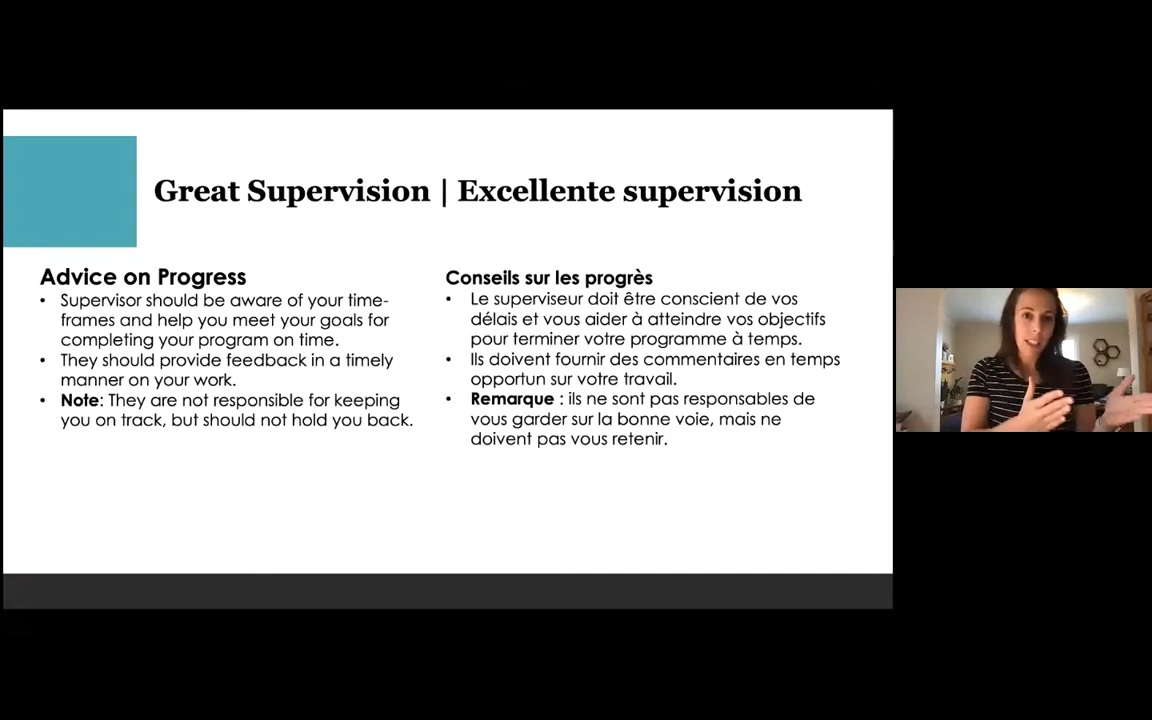 Great Supervision | Excellente supervision
Advice on Progress
• Supervisor should be aware of your time-
frames and help you meet your goals for
completing your program on time.
• They should provide feedback in a timely
manner on your work.
• Note: They are not responsible for keeping
you on track, but should not hold you back.
Conseils sur les progrès
• Le superviseur doit être conscient de vos
délais et vous aider à atteindre vos objectifs
pour terminer votre programme à temps.
• Ils doivent fournir des commentaires en temps
opportun sur votre travail.
• Remarque : ils ne sont pas responsables de
vous garder sur la bonne voie, mais ne
doivent pas vous retenir.